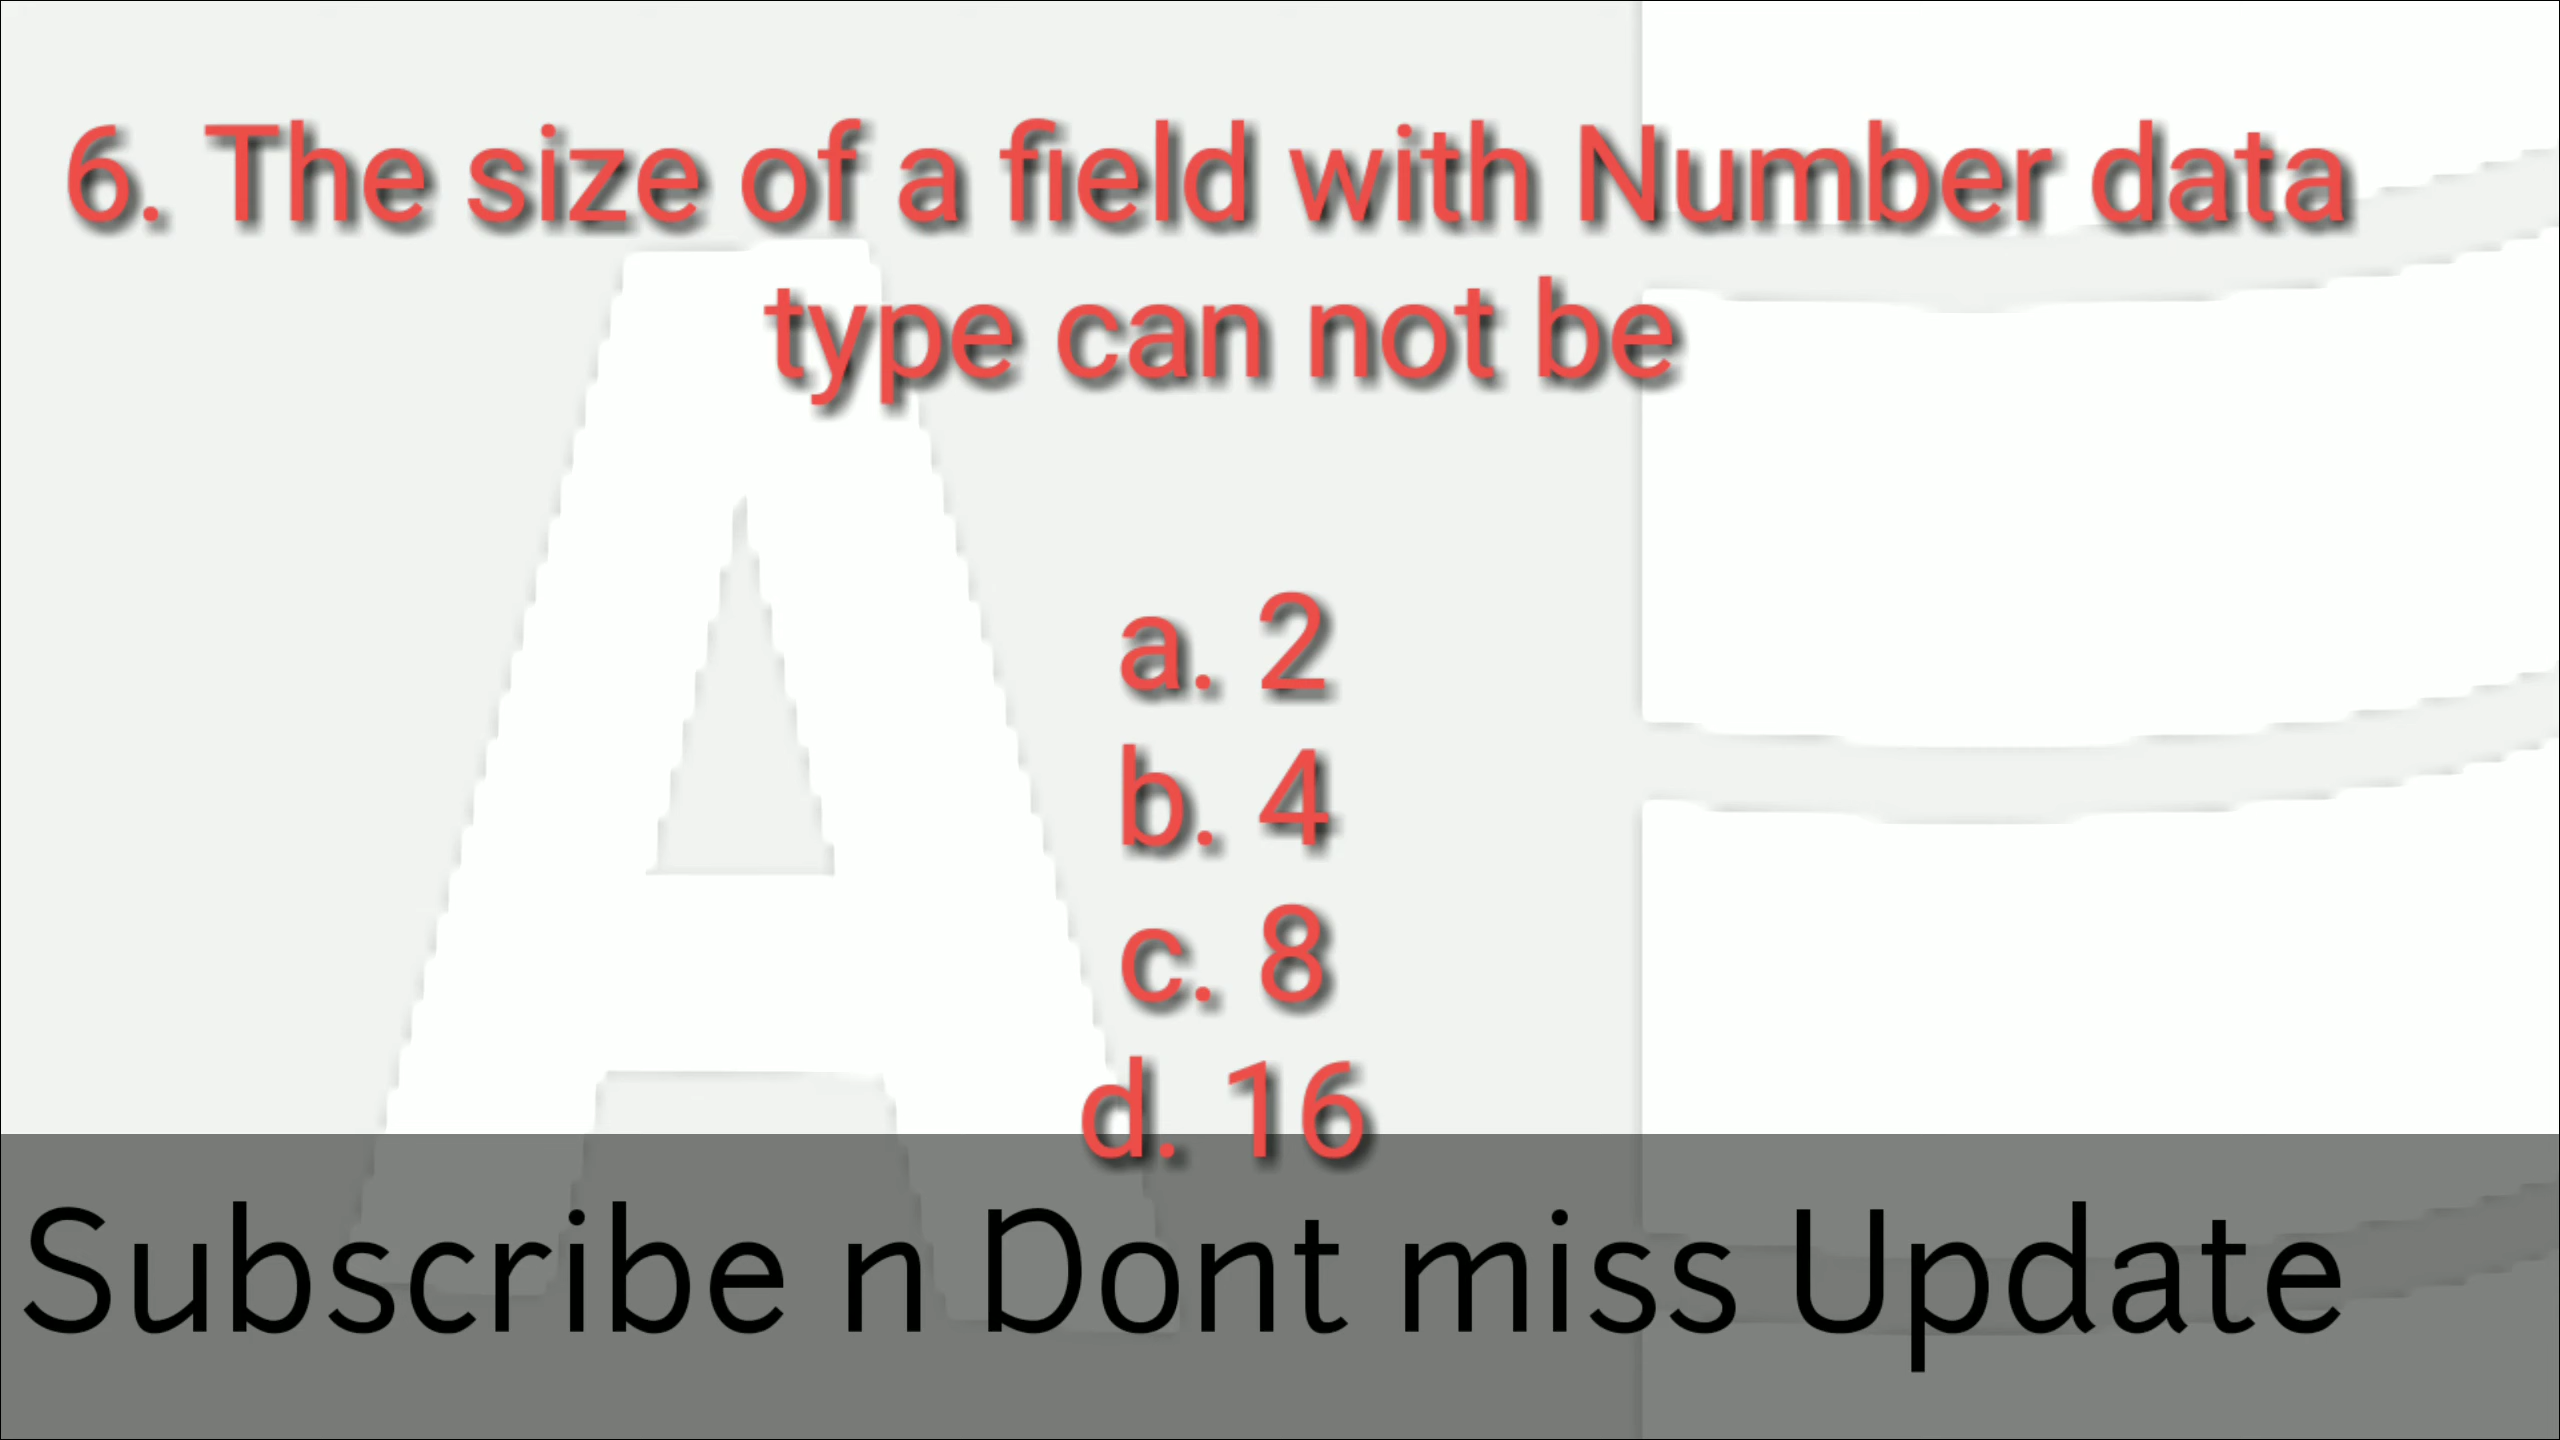 6. The size of a field with Number data
type can not be
a. 2
b. 4
c. 8
d. 16
Subscribe n Dont miss Update